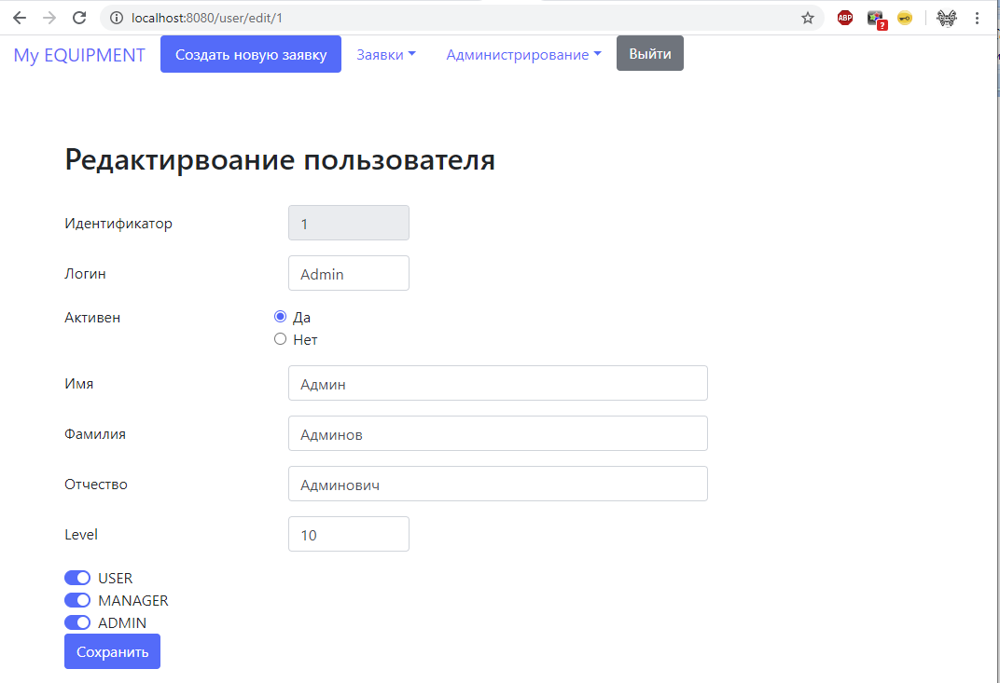 localhost:8080/user/edit/1
ABP
?
My EQUIPMENT Создать новую заявку Заявки Администрирование Выйти
Редактирвоание пользователя
Идентификатор 1
Логин Admin
Активен Да
Нет
Имя Админ
Фамилия Админов
Отчество Админович
Level 10
USER
MANAGER
ADMIN
Сохранить